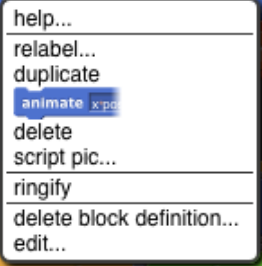 help...
relabel...
duplicate
animate
delete
script pic...
ringify
delete block definition...
edit...